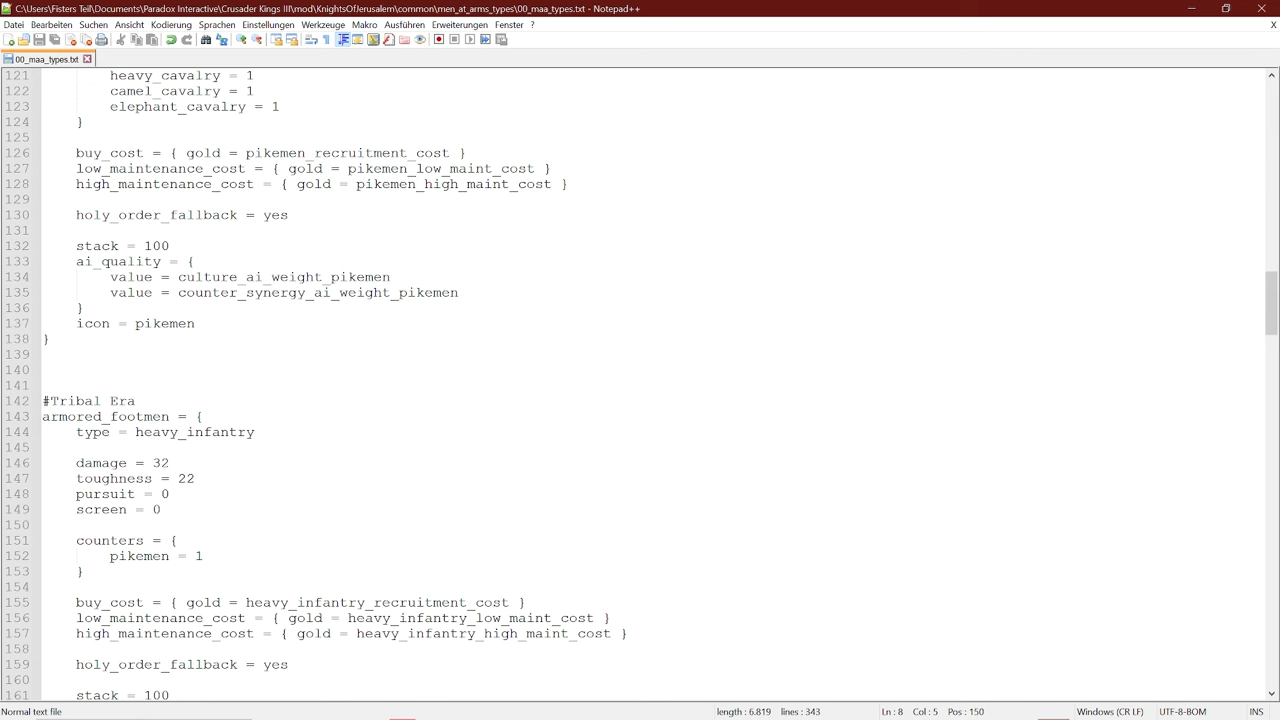 C:\Users\Fisters Teil\Documents\Paradox Interactive\Crusader Kings III\mod\KnightsOfJerusalem\common\men_at_arms_types\00_maa_types.txt - Notepad++
Datei Bearbeiten Suchen Ansicht Kodierung Sprachen Einstellungen Werkzeuge Makro Ausführen Erweiterungen Fenster ? X
00_maa_types.txt
121 heavy_cavalry = 1
122 camel_cavalry = 1
123 elephant_cavalry = 1
124 }
125
126 buy_cost = { gold = pikemen_recruitment_cost }
127 low_maintenance_cost = { gold = pikemen_low_maint_cost }
128 high_maintenance_cost = { gold = pikemen_high_maint_cost }
129
130 holy_order_fallback = yes
131
132 stack = 100
133 ai_quality = {
134 value = culture_ai_weight_pikemen
135 value = counter_synergy_ai_weight_pikemen
136 }
137 icon = pikemen
138 }
139
140
141
142 #Tribal Era
143 armored_footmen = {
144 type = heavy_infantry
145
146 damage = 32
147 toughness = 22
148 pursuit = 0
149 screen = 0
150
151 counters = {
152 pikemen = 1
153 }
154
155 buy_cost = { gold = heavy_infantry_recruitment_cost }
156 low_maintenance_cost = { gold = heavy_infantry_low_maint_cost }
157 high_maintenance_cost = { gold = heavy_infantry_high_maint_cost }
158
159 holy_order_fallback = yes
160
161 stack = 100
Normal text file length : 6.819 lines : 343 Ln : 8 Col : 5 Pos : 150 Windows (CR LF) UTF-8-BOM INS